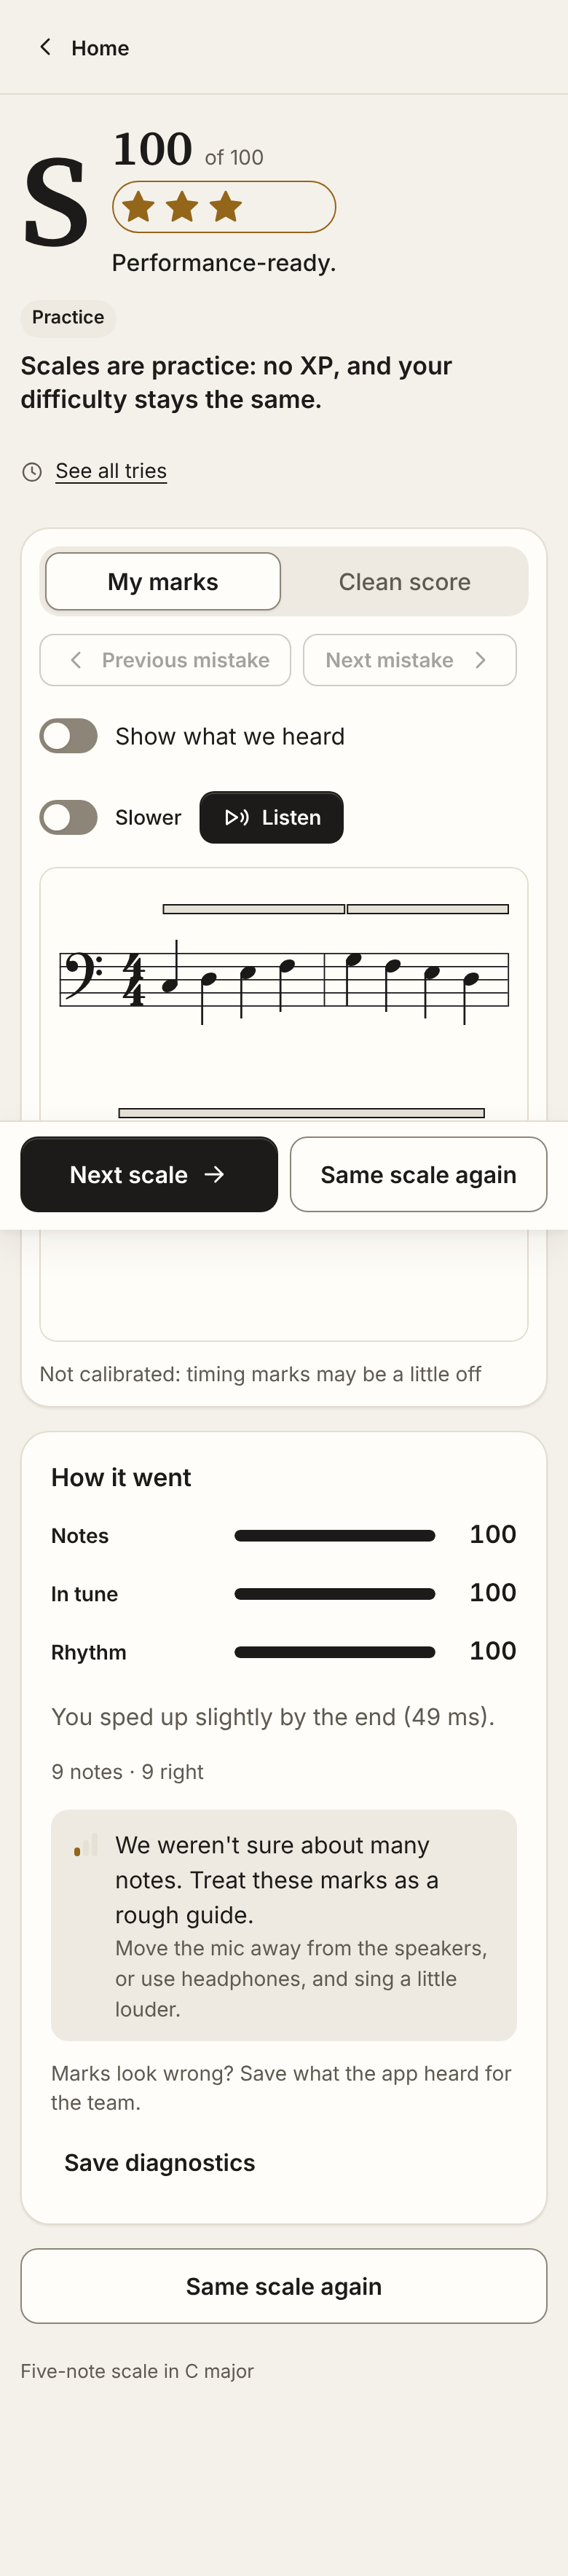 Home
S
100 of 100
Performance-ready.
Practice
Scales are practice: no XP, and your
difficulty stays the same.
See all tries
My marks
Clean score
Previous mistake
Next mistake
Show what we heard
Slower
Listen
4
4
Next scale
Same scale again
Not calibrated: timing marks may be a little off
How it went
Notes 100
In tune 100
Rhythm 100
You sped up slightly by the end (49 ms).
9 notes · 9 right
We weren't sure about many
notes. Treat these marks as a
rough guide.
Move the mic away from the speakers,
or use headphones, and sing a little
louder.
Marks look wrong? Save what the app heard for
the team.
Save diagnostics
Same scale again
Five-note scale in C major